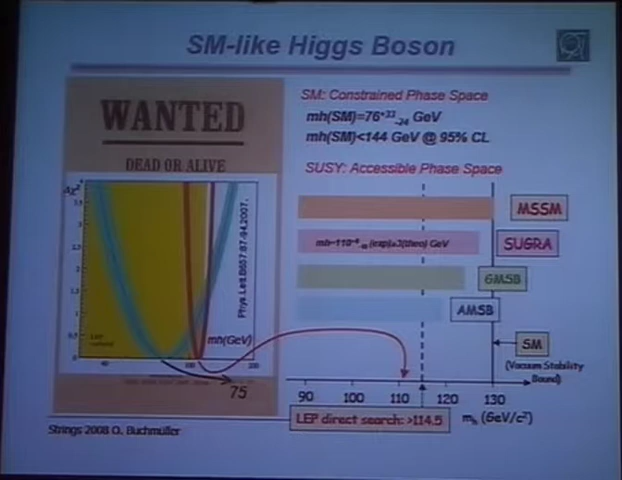 SM-like Higgs Boson
WANTED
DEAD OR ALIVE
SM: Constrained Phase Space
mh(SM)=76⁺³³₋₂₄ GeV
mh(SM)<144 GeV @ 95% CL
SUSY: Accessible Phase Space
MSSM
mh=110 (exp)±3(theo) GeV
SUGRA
GMSB
AMSB
SM
(Vacuum Stability
Bound)
Δχ²
Phys.Lett.B657:87-94,2007.
mh(GeV)
75
90 100 110 120 130
LEP direct search: >114.5
mₕ (GeV/c²)
Strings 2008 O. Buchmüller